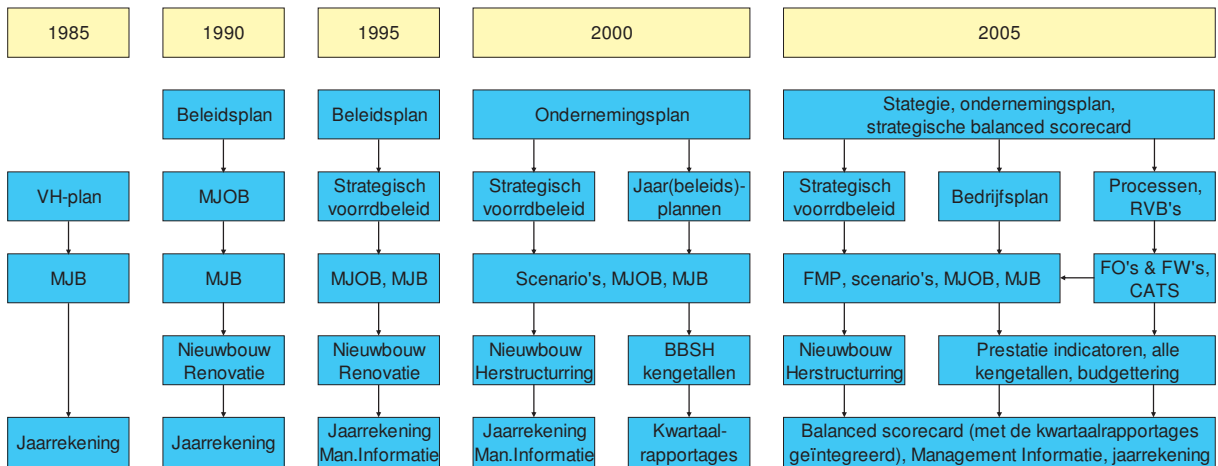 1985
1990
1995
2000
2005
Beleidsplan
Beleidsplan
Ondernemingsplan
Stategie, ondernemingsplan,
strategische balanced scorecard
VH-plan
MJOB
Strategisch
voorrdbeleid
Strategisch
voorrdbeleid
Jaar(beleids)-
plannen
Strategisch
voorrdbeleid
Bedrijfsplan
Processen,
RVB's
MJB
MJB
MJOB, MJB
Scenario's, MJOB, MJB
FMP, scenario's, MJOB, MJB
FO's & FW's,
CATS
Nieuwbouw
Renovatie
Nieuwbouw
Renovatie
Nieuwbouw
Herstructurring
BBSH
kengetallen
Nieuwbouw
Herstructurring
Prestatie indicatoren, alle
kengetallen, budgettering
Jaarrekening
Jaarrekening
Jaarrekening
Man.Informatie
Jaarrekening
Man.Informatie
Kwartaal-
rapportages
Balanced scorecard (met de kwartaalrapportages
geïntegreerd), Management Informatie, jaarrekening